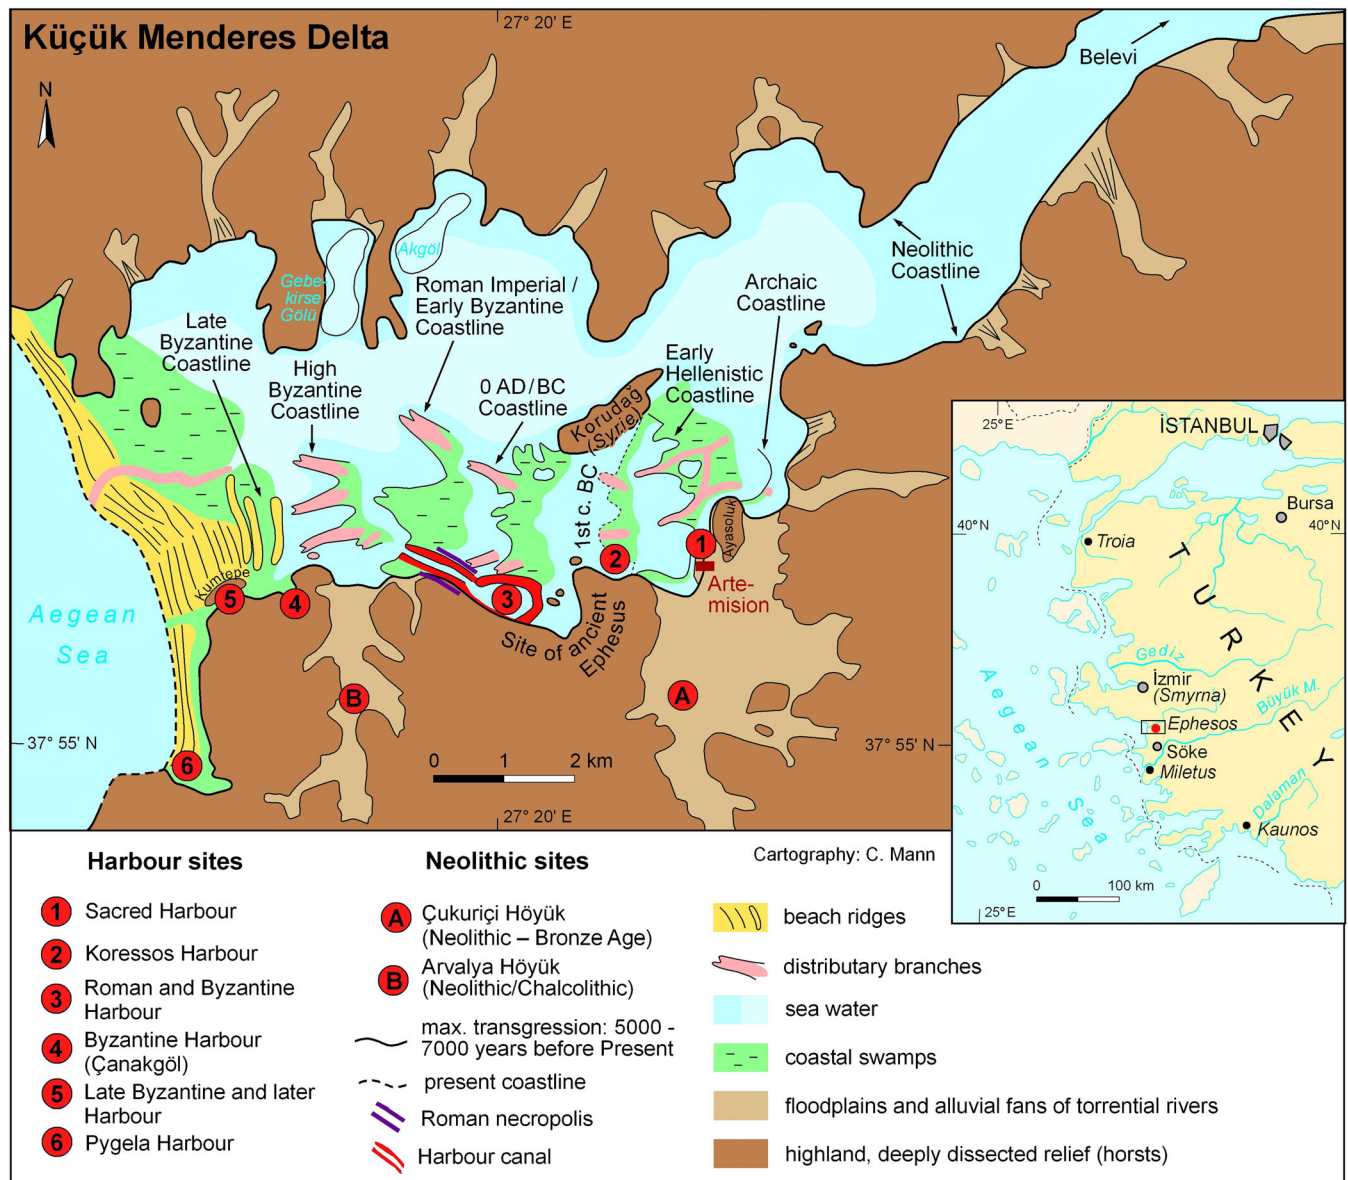 Küçük Menderes Delta
27° 20' E
Belevi
N
Neolithic
Coastline
Akgöl
Gebe-
kirse
Gölü
Roman Imperial /
Early Byzantine
Coastline
Archaic
Coastline
Late
Byzantine
Coastline
High
Byzantine
Coastline
0 AD/BC
Coastline
Early
Hellenistic
Coastline
Korudağ
(Syrie)
1st c. BC
Ayasoluk
1
2
3
4
5
6
Kumtepe
Arte-
mision
Site of ancient
Ephesus
Aegean
Sea
A
B
37° 55' N
37° 55' N
0 1 2 km
27° 20' E
25°E
İSTANBUL
Bursa
40°N
40°N
Troia
TURKEY
Gediz
İzmir
(Smyrna)
Büyük M.
Ephesos
Söke
Miletus
Aegean Sea
Dalaman
Kaunos
0 100 km
25°E
Cartography: C. Mann
Harbour sites
1 Sacred Harbour
2 Koressos Harbour
3 Roman and Byzantine
Harbour
4 Byzantine Harbour
(Çanakgöl)
5 Late Byzantine and later
Harbour
6 Pygela Harbour
Neolithic sites
A Çukuriçi Höyük
(Neolithic – Bronze Age)
B Arvalya Höyük
(Neolithic/Chalcolithic)
max. transgression: 5000 -
7000 years before Present
present coastline
Roman necropolis
Harbour canal
beach ridges
distributary branches
sea water
coastal swamps
floodplains and alluvial fans of torrential rivers
highland, deeply dissected relief (horsts)